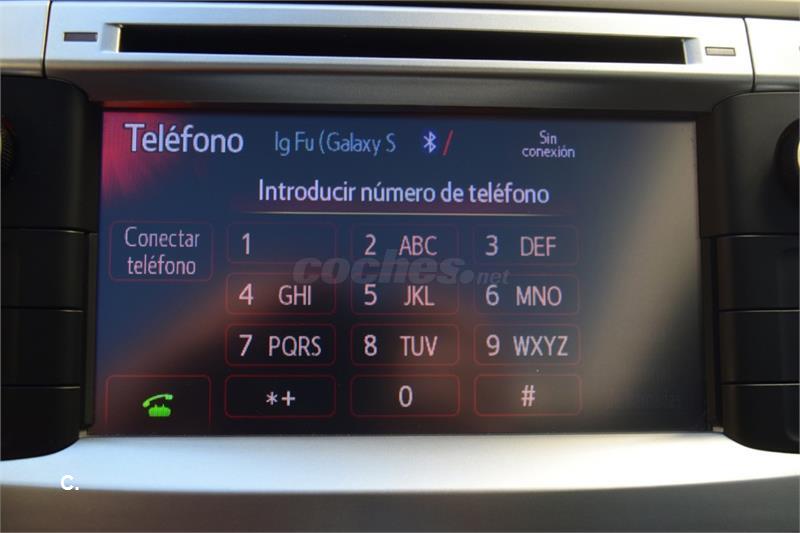 Teléfono Ig Fu (Galaxy S Sin conexión
Introducir número de teléfono
Conectar teléfono
1 2 ABC 3 DEF
coches.net
4 GHI 5 JKL 6 MNO
7 PQRS 8 TUV 9 WXYZ
*+ 0 #
C.